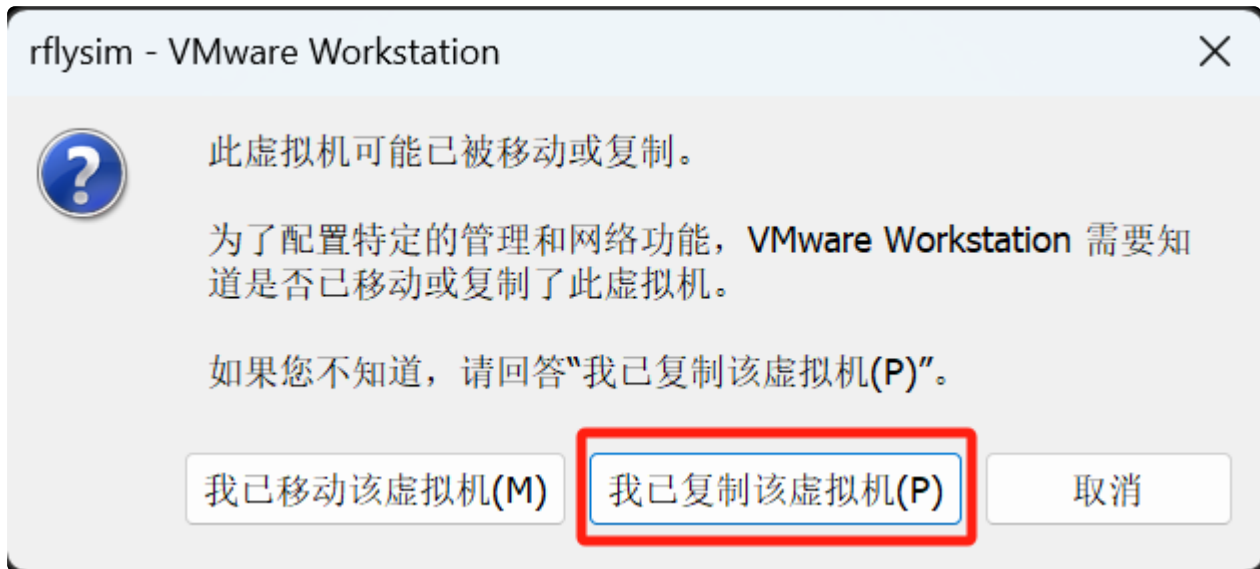 rflysim - VMware Workstation
此虚拟机可能已被移动或复制。
为了配置特定的管理和网络功能，VMware Workstation 需要知
道是否已移动或复制了此虚拟机。
如果您不知道，请回答“我已复制该虚拟机(P)”。
我已移动该虚拟机(M) 我已复制该虚拟机(P) 取消